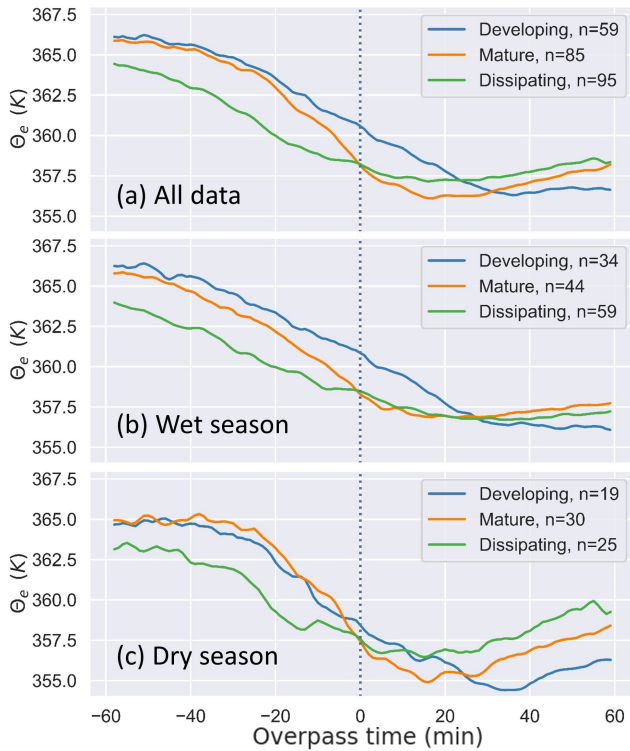 367.5
365.0
362.5
360.0
357.5
355.0
Θe (K)
Developing, n=59
Mature, n=85
Dissipating, n=95
(a) All data
367.5
365.0
362.5
360.0
357.5
355.0
Θe (K)
Developing, n=34
Mature, n=44
Dissipating, n=59
(b) Wet season
367.5
365.0
362.5
360.0
357.5
355.0
Θe (K)
Developing, n=19
Mature, n=30
Dissipating, n=25
(c) Dry season
−60 −40 −20 0 20 40 60
Overpass time (min)